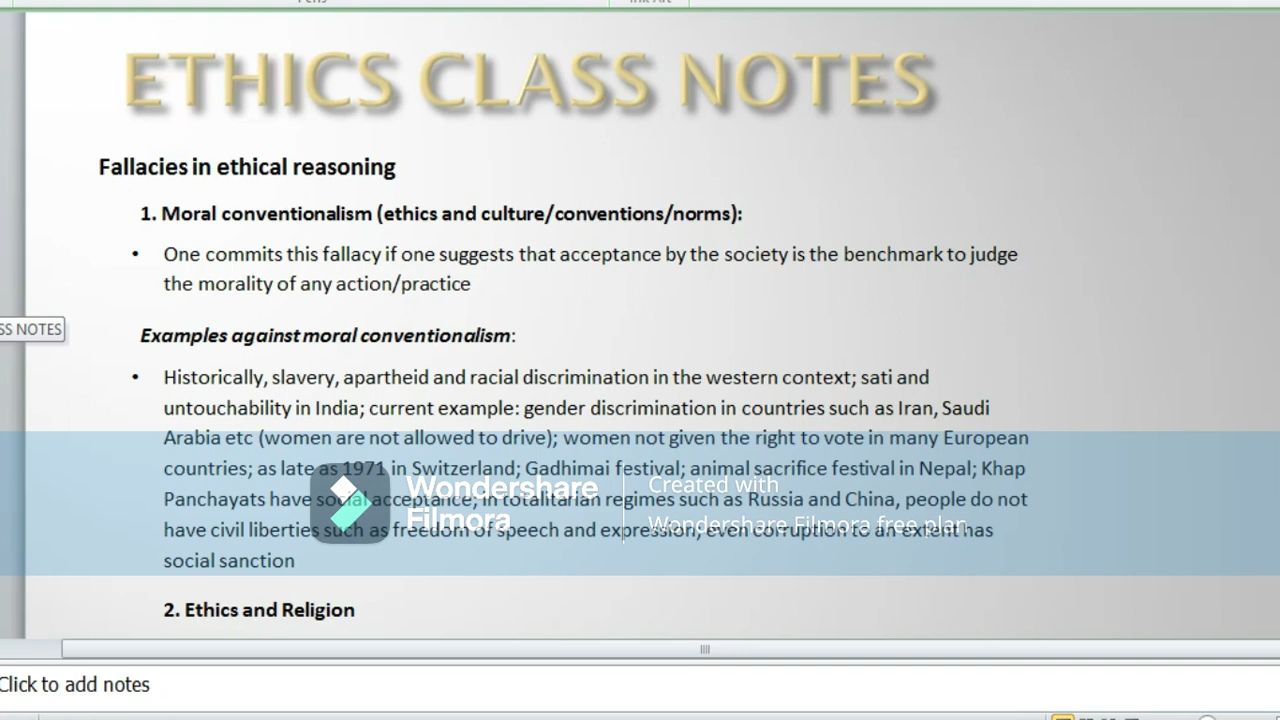 ETHICS CLASS NOTES
Fallacies in ethical reasoning
1. Moral conventionalism (ethics and culture/conventions/norms):
• One commits this fallacy if one suggests that acceptance by the society is the benchmark to judge
the morality of any action/practice
SS NOTES
Examples against moral conventionalism:
• Historically, slavery, apartheid and racial discrimination in the western context; sati and
untouchability in India; current example: gender discrimination in countries such as Iran, Saudi
Arabia etc (women are not allowed to drive); women not given the right to vote in many European
countries; as late as 1971 in Switzerland; Gadhimai festival; animal sacrifice festival in Nepal; Khap
Panchayats have social acceptance; in totalitarian regimes such as Russia and China, people do not
have civil liberties such as freedom of speech and expression; even corruption to an extent has
social sanction
Wondershare
Filmora
Created with
Wondershare Filmora free plan
2. Ethics and Religion
Click to add notes